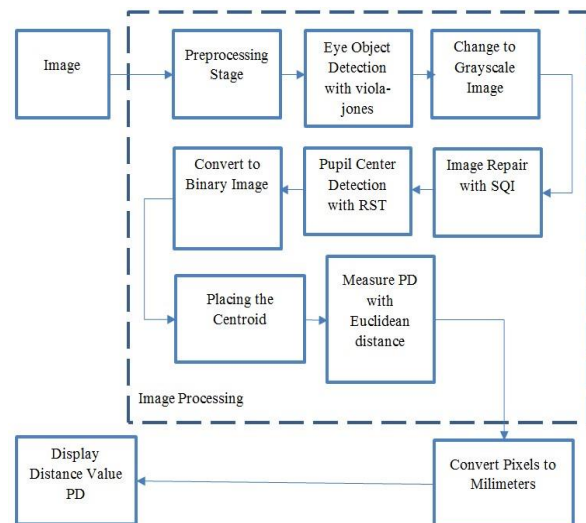 Image
Preprocessing
Stage
Eye Object
Detection
with viola-
jones
Change to
Grayscale
Image
Image Repair
with SQI
Pupil Center
Detection
with RST
Convert to
Binary Image
Placing the
Centroid
Measure PD
with
Euclidean
distance
Image Processing
Convert Pixels to
Milimeters
Display
Distance Value
PD